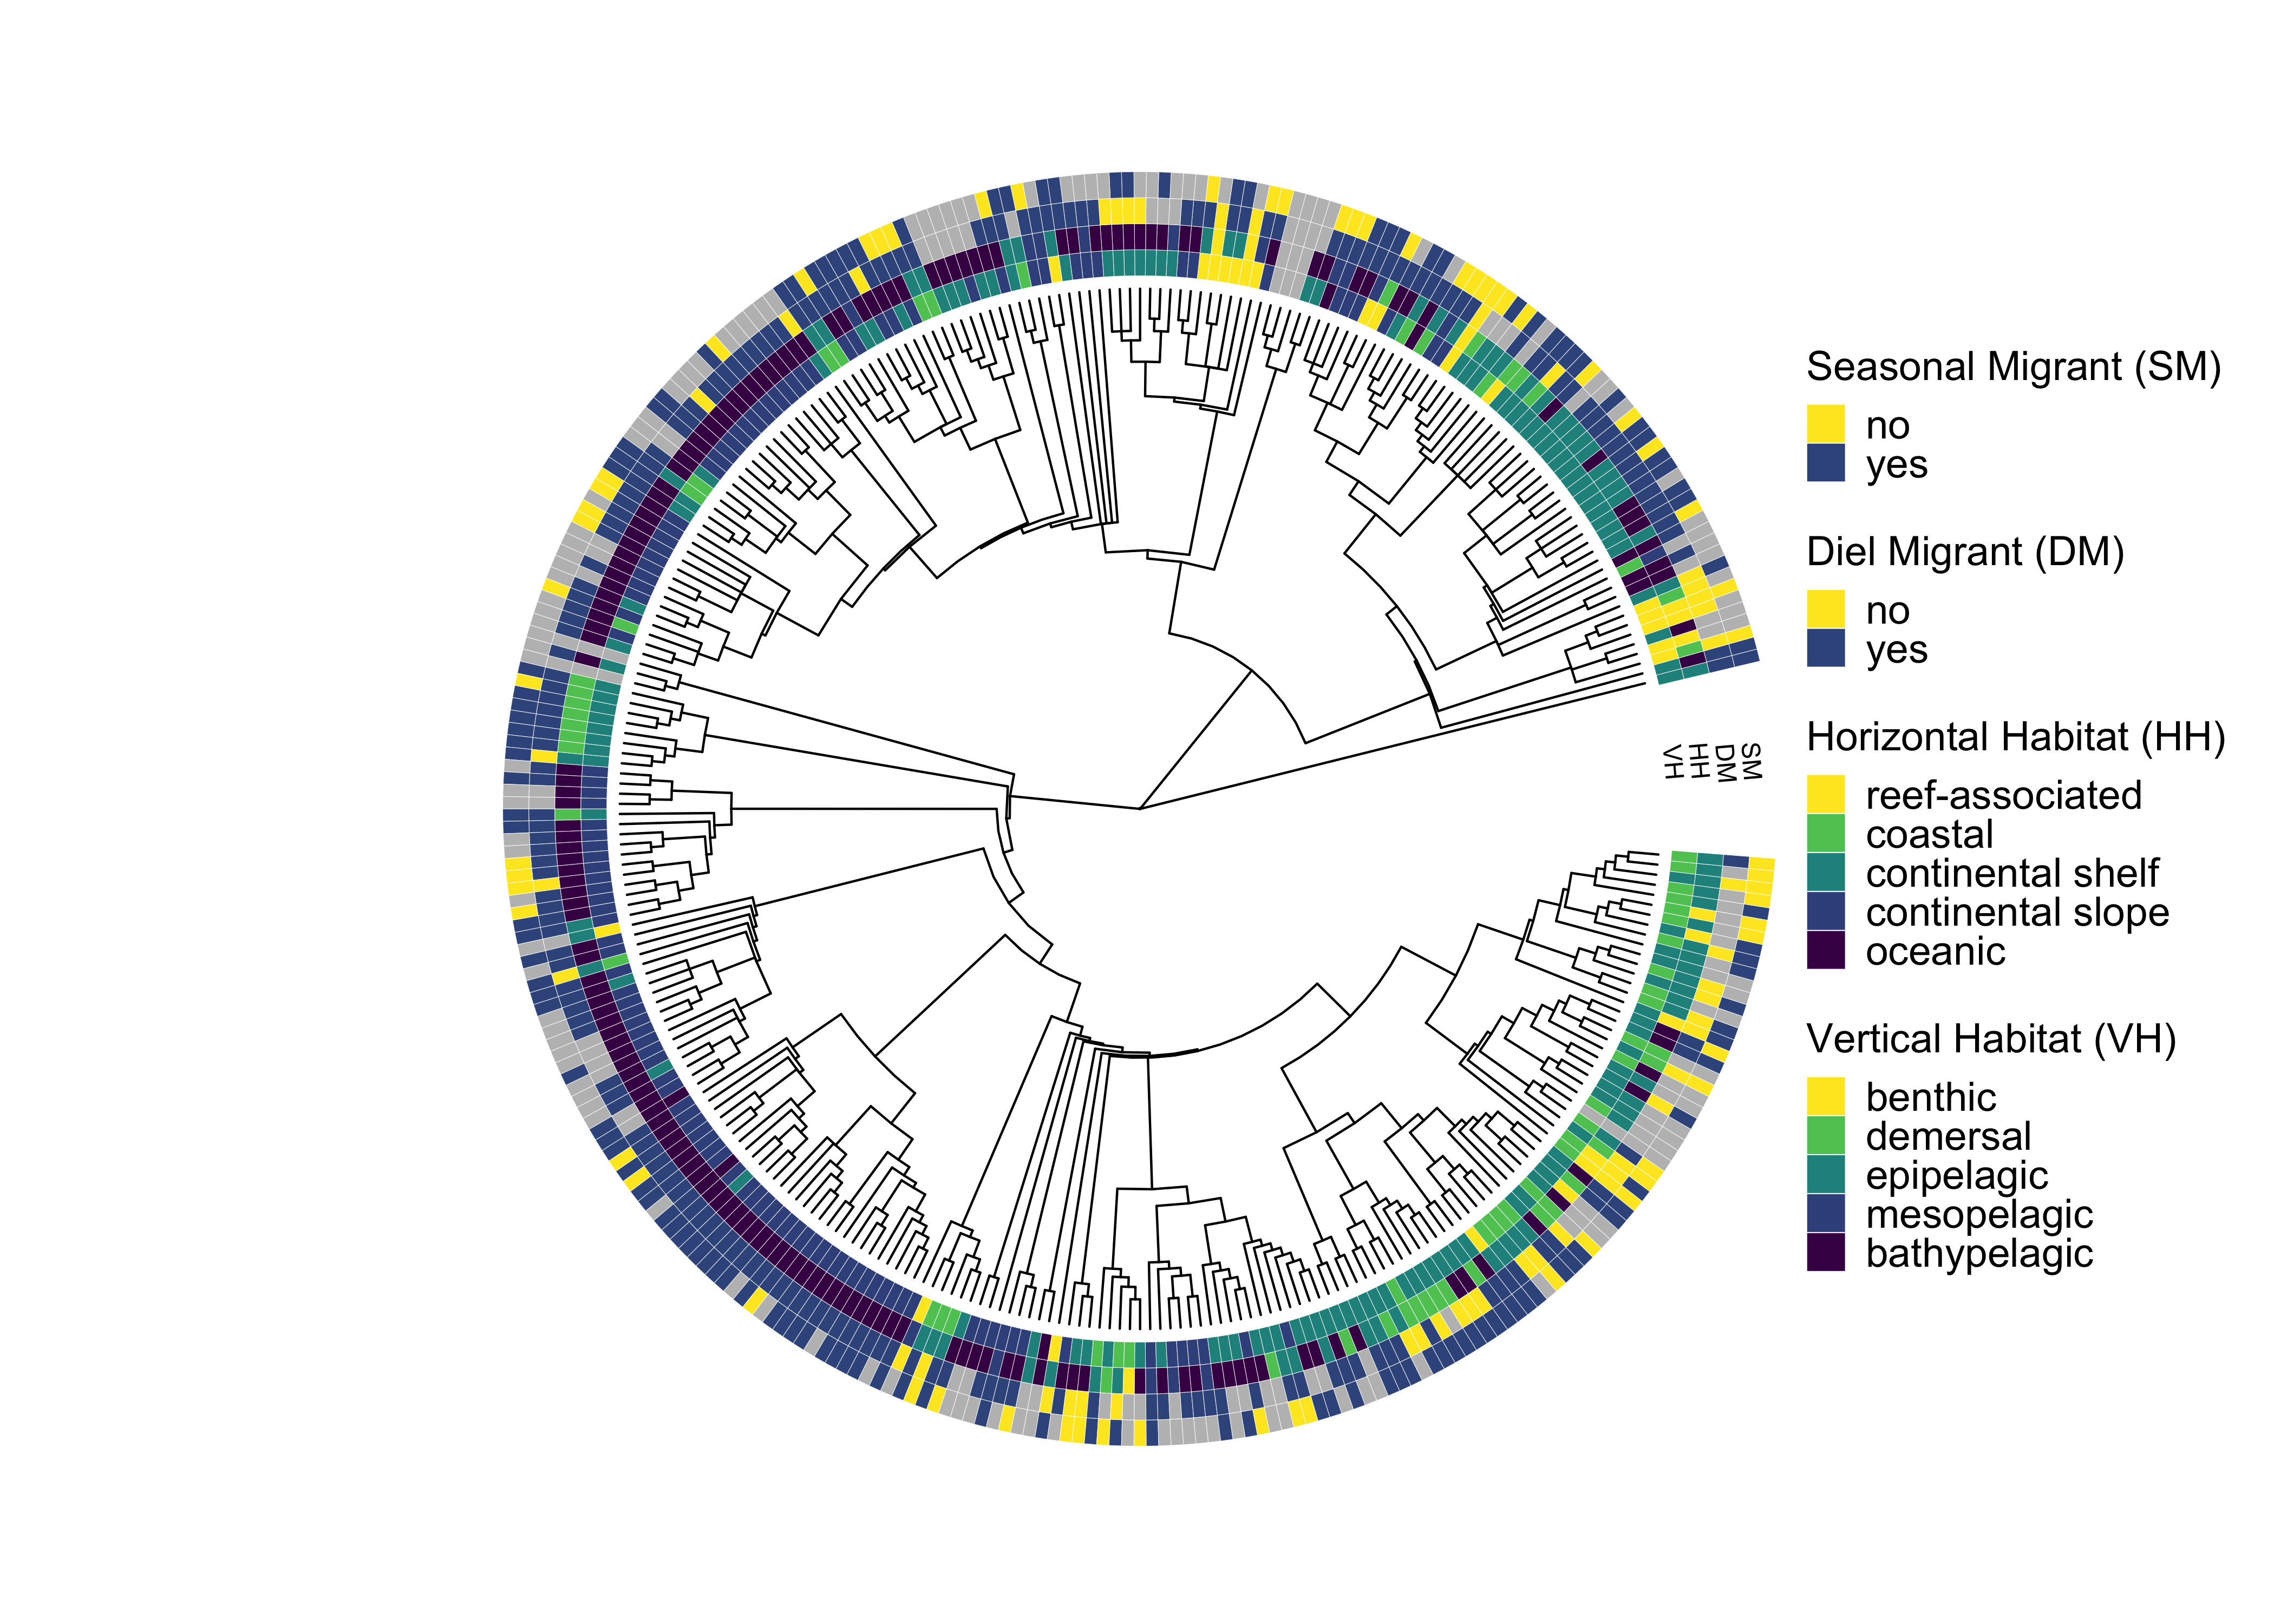 Seasonal Migrant (SM)
no
yes
Diel Migrant (DM)
no
yes
Horizontal Habitat (HH)
reef-associated
coastal
continental shelf
continental slope
oceanic
Vertical Habitat (VH)
benthic
demersal
epipelagic
mesopelagic
bathypelagic
VH
HH
DM
SM